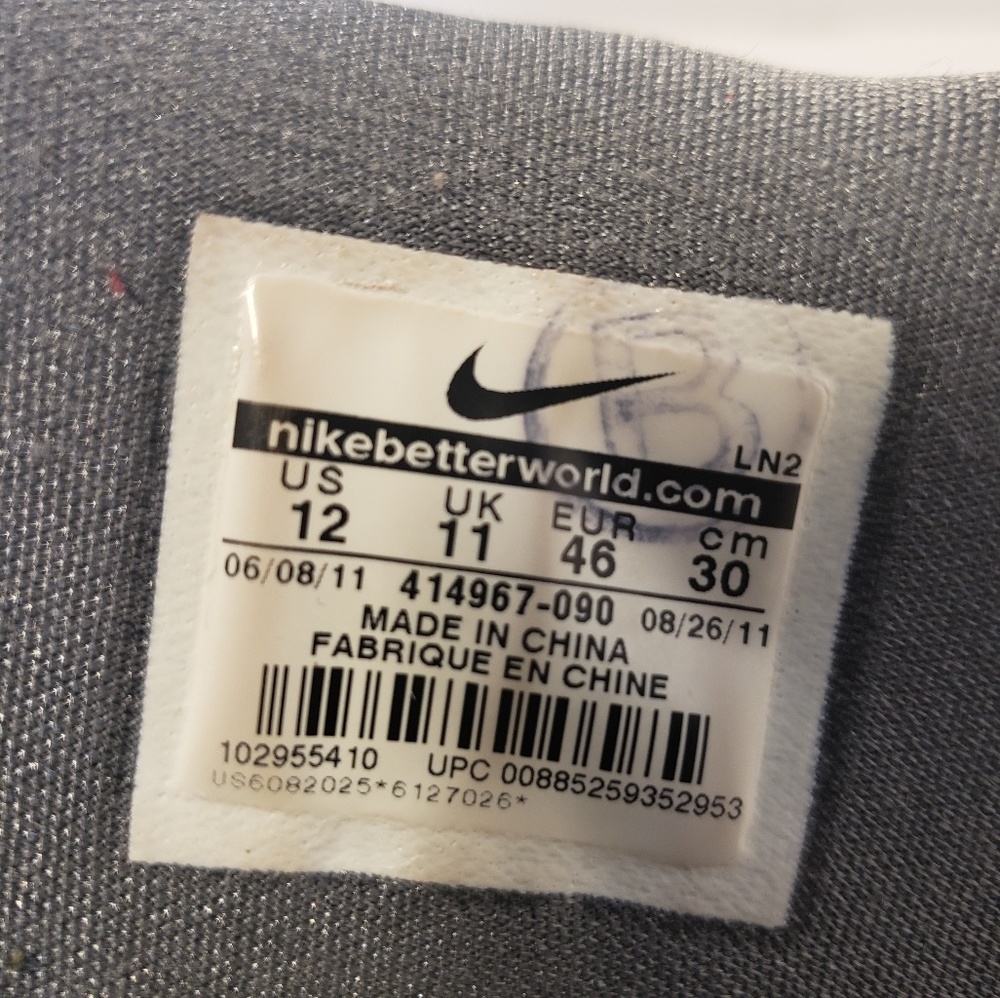 B
LN2
nikebetterworld.com
US UK EUR cm
12 11 46 30
06/08/11 414967-090 08/26/11
MADE IN CHINA
FABRIQUE EN CHINE
102955410 UPC 00885259352953
US6082025*6127026*